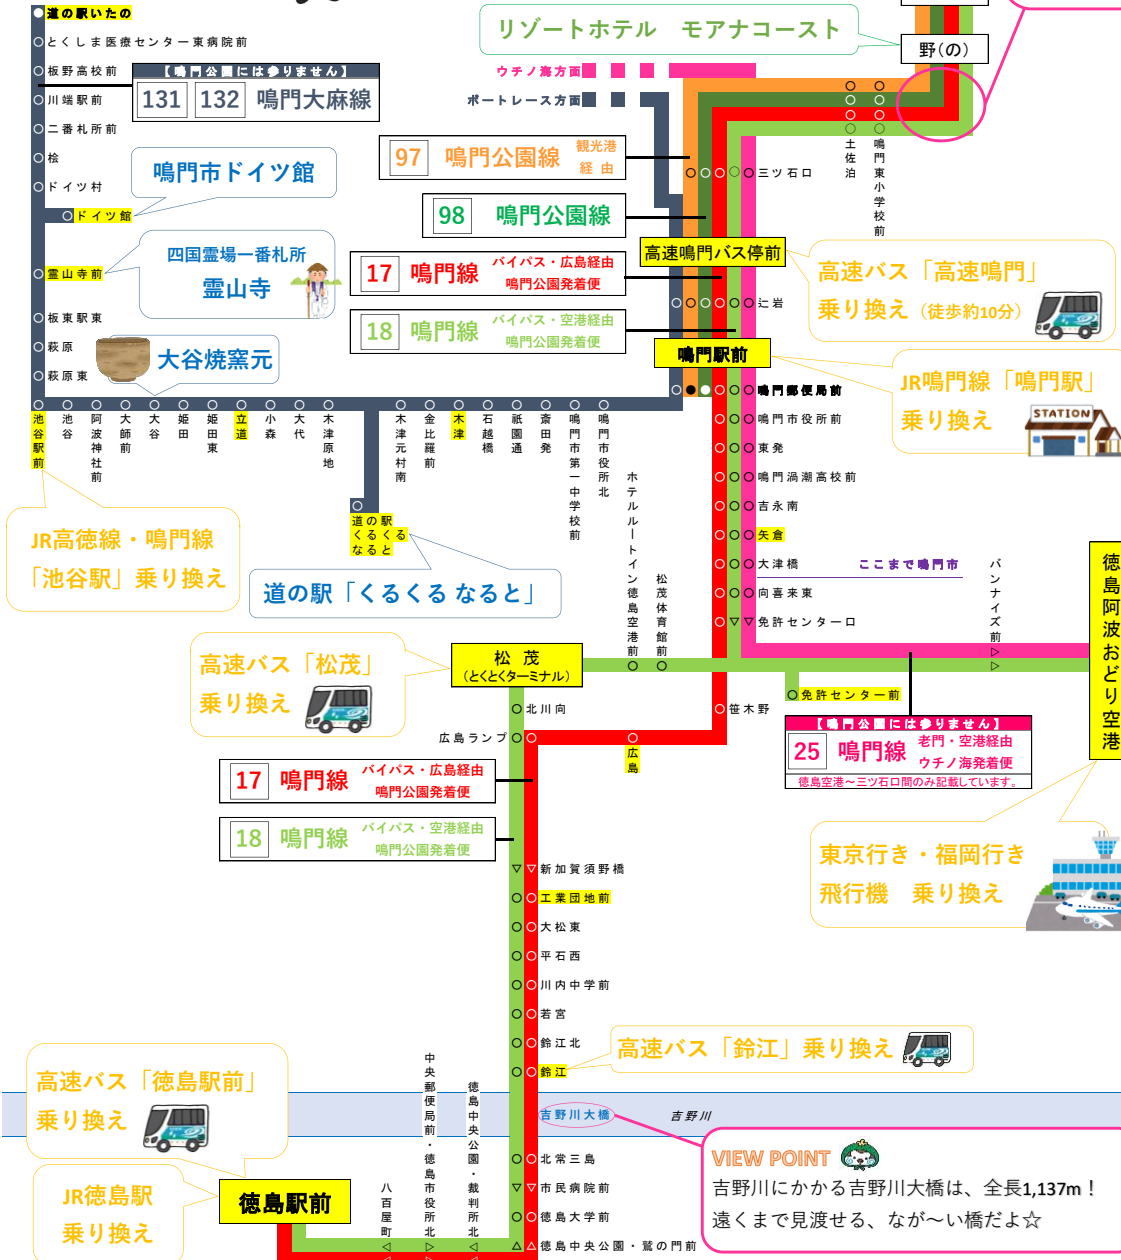 道の駅いたの
とくしま医療センター東病院前
板野高校前
川端駅前
二番札所前
桧
ドイツ村
ドイツ館
霊山寺前
板東駅東
萩原
萩原東
【鳴門公園には参りません】
131 132 鳴門大麻線
鳴門市ドイツ館
四国霊場一番札所
霊山寺
大谷焼窯元
リゾートホテル モアナコースト
野(の)
ウチノ海方面
ボートレース方面
97 鳴門公園線 観光港
経由
98 鳴門公園線
17 鳴門線 バイパス・広島経由
鳴門公園発着便
18 鳴門線 バイパス・空港経由
鳴門公園発着便
土佐泊
鳴門東小学校前
三ツ石口
高速鳴門バス停前
高速バス「高速鳴門」
乗り換え(徒歩約10分)
辻岩
鳴門駅前
JR鳴門線「鳴門駅」
乗り換え
STATION
鳴門郵便局前
鳴門市役所前
東発
鳴門渦潮高校前
吉永南
矢倉
大津橋
向喜来東
免許センター口
ここまで鳴門市
池谷駅前
池谷
阿波神社前
大師前
大谷
姫田
姫田東
立道
小森
大代
木津原地
木津元村南
金比羅前
木津
石越橋
祇園通
斎田発
鳴門市第一中学校前
鳴門市役所北
道の駅
くるくる
なると
JR高徳線・鳴門線
「池谷駅」乗り換え
道の駅「くるくる なると」
ホテルルートイン徳島空港前
松茂体育館前
バンナイズ前
徳島阿波おどり空港
高速バス「松茂」
乗り換え
松 茂
(とくとくターミナル)
免許センター前
北川向
笹木野
広島ランプ
広島
【鳴門公園には参りません】
25 鳴門線 老門・空港経由
ウチノ海発着便
徳島空港～三ツ石口間のみ記載しています。
17 鳴門線 バイパス・広島経由
鳴門公園発着便
18 鳴門線 バイパス・空港経由
鳴門公園発着便
東京行き・福岡行き
飛行機 乗り換え
新加賀須野橋
工業団地前
大松東
平石西
川内中学前
若宮
鈴江北
鈴江
高速バス「鈴江」乗り換え
高速バス「徳島駅前」
乗り換え
吉野川大橋
吉野川
VIEW POINT
吉野川にかかる吉野川大橋は、全長1,137m！
遠くまで見渡せる、なが～い橋だよ☆
北常三島
市民病院前
徳島大学前
徳島中央公園・鷲の門前
JR徳島駅
乗り換え
徳島駅前
八百屋町
中央郵便局前・徳島市役所北
徳島中央公園・裁判所北